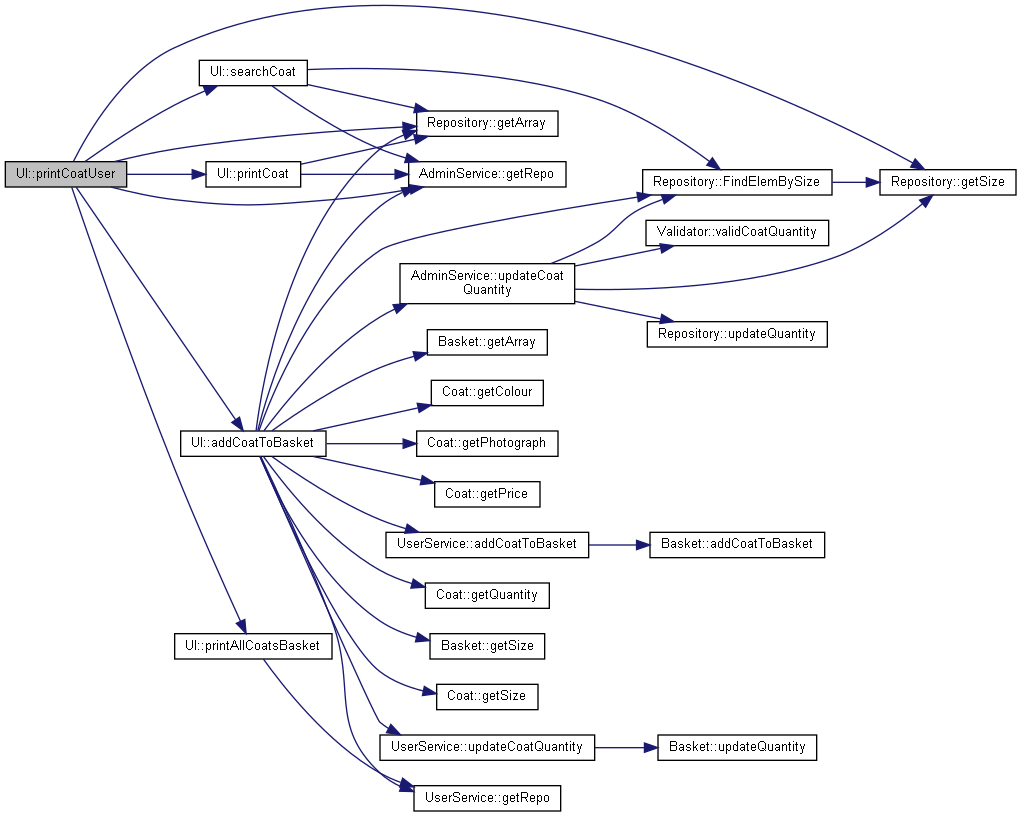 UI::printCoatUser
UI::searchCoat
Repository::getArray
UI::printCoat
AdminService::getRepo
Repository::FindElemBySize
Repository::getSize
Validator::validCoatQuantity
AdminService::updateCoat
Quantity
Repository::updateQuantity
Basket::getArray
Coat::getColour
UI::addCoatToBasket
Coat::getPhotograph
Coat::getPrice
UserService::addCoatToBasket
Basket::addCoatToBasket
Coat::getQuantity
UI::printAllCoatsBasket
Basket::getSize
Coat::getSize
UserService::updateCoatQuantity
Basket::updateQuantity
UserService::getRepo